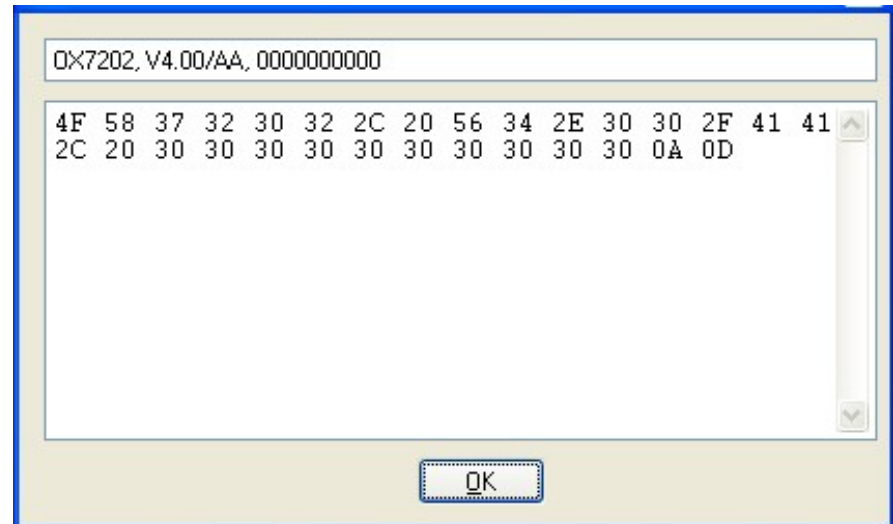 OX7202, V4.00/AA, 0000000000
4F 58 37 32 30 32 2C 20 56 34 2E 30 30 2F 41 41
2C 20 30 30 30 30 30 30 30 30 30 30 0A 0D
OK